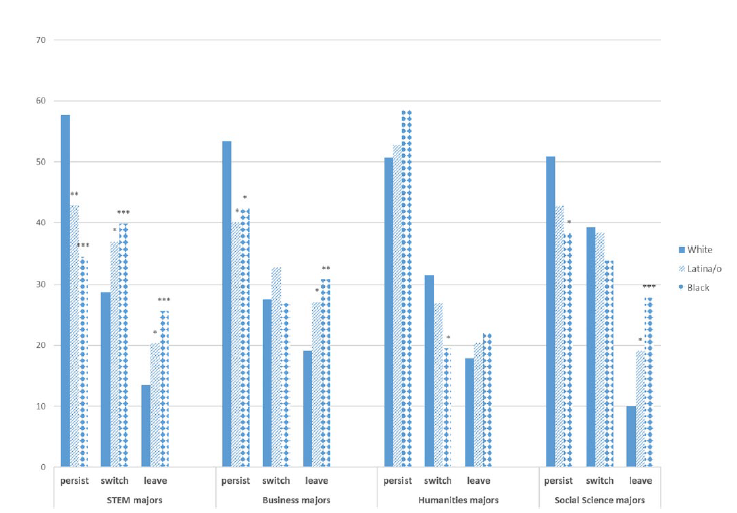 70
60
50
40
30
20
10
0
** *** * *** * ***
* * * **
*
* * ***
persist switch leave persist switch leave persist switch leave persist switch leave
STEM majors Business majors Humanities majors Social Science majors
White
Latina/o
Black